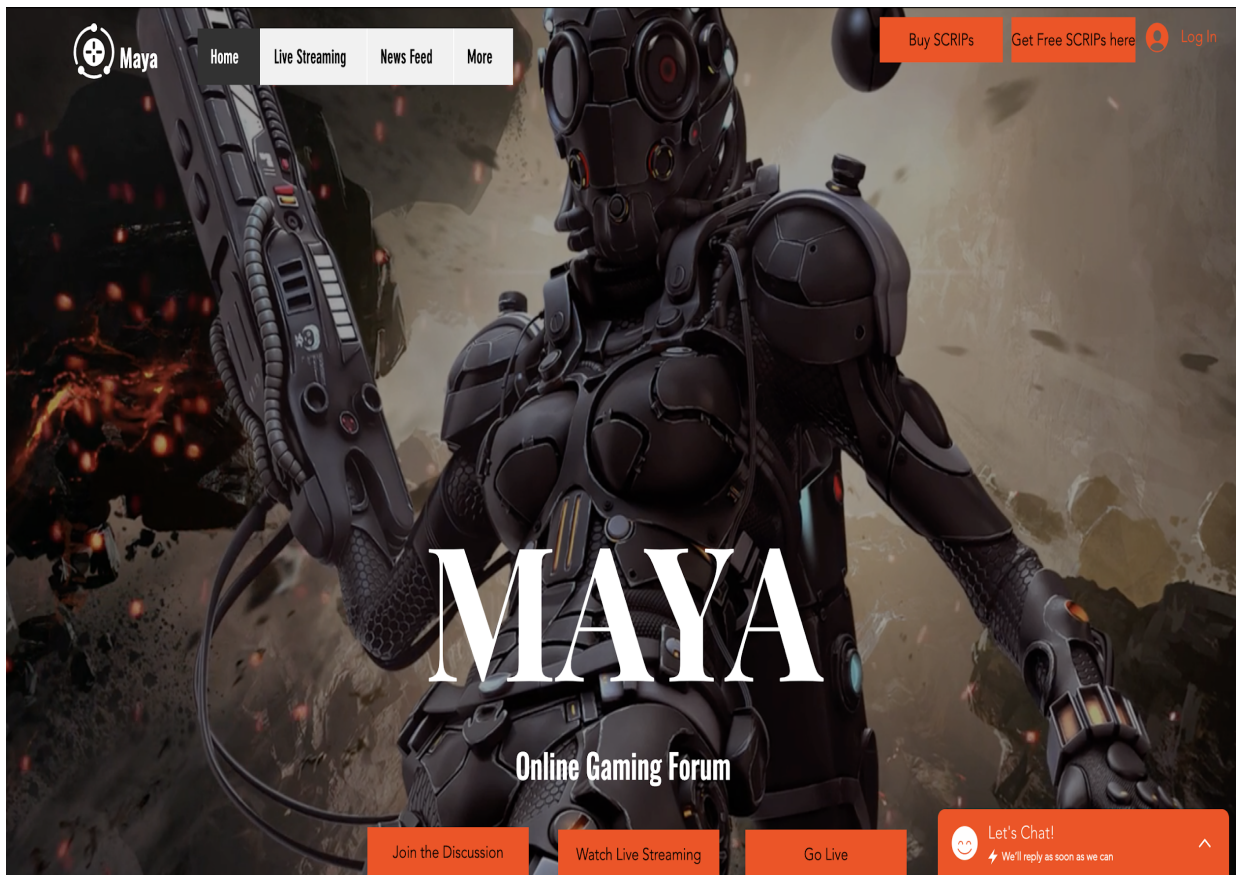 Maya
Home Live Streaming News Feed More
Buy SCRIPs
Get Free SCRIPs here
Log In
MAYA
Online Gaming Forum
Join the Discussion
Watch Live Streaming
Go Live
Let's Chat!
We'll reply as soon as we can